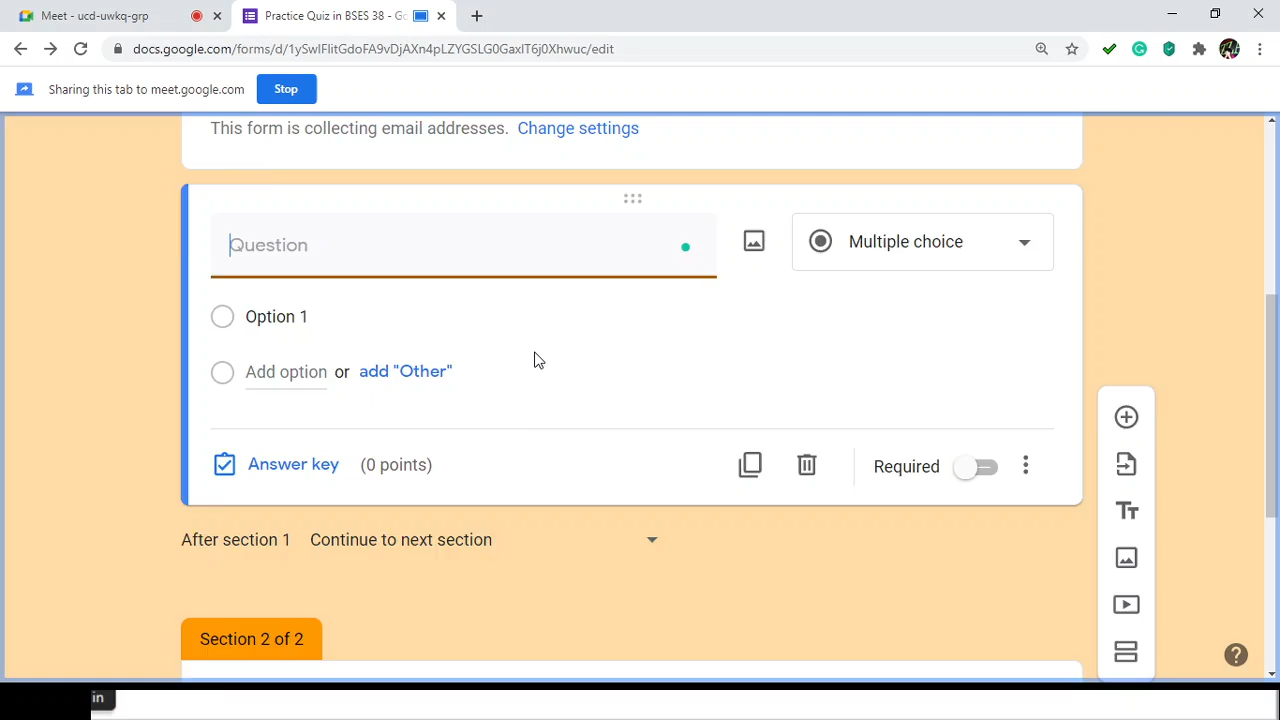 Meet - ucd-uwkq-grp
Practice Quiz in BSES 38 - Go
docs.google.com/forms/d/1ySwIFlitGdoFA9vDjAXn4pLZYGSLG0GaxIT6j0Xhwuc/edit
Sharing this tab to meet.google.com
Stop
This form is collecting email addresses. Change settings
Question
Multiple choice
Option 1
Add option or add "Other"
Answer key (0 points)
Required
After section 1 Continue to next section
Section 2 of 2
in